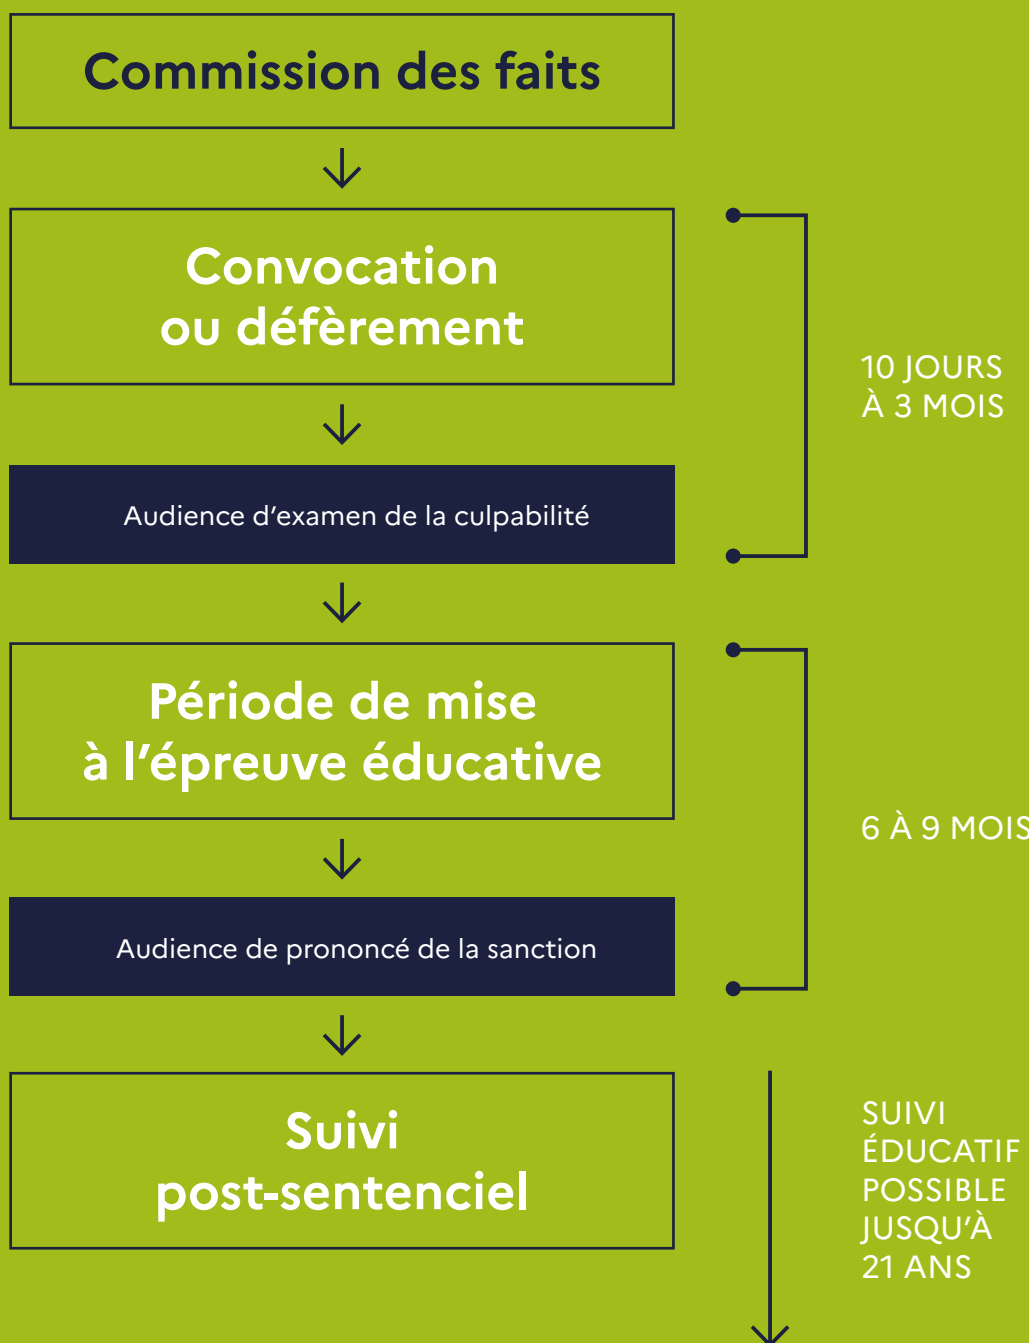 Commission des faits
Convocation
ou défèrement
10 JOURS
À 3 MOIS
Audience d'examen de la culpabilité
Période de mise
à l'épreuve éducative
6 À 9 MOIS
Audience de prononcé de la sanction
Suivi
post-sentenciel
SUIVI
ÉDUCATIF
POSSIBLE
JUSQU'À
21 ANS